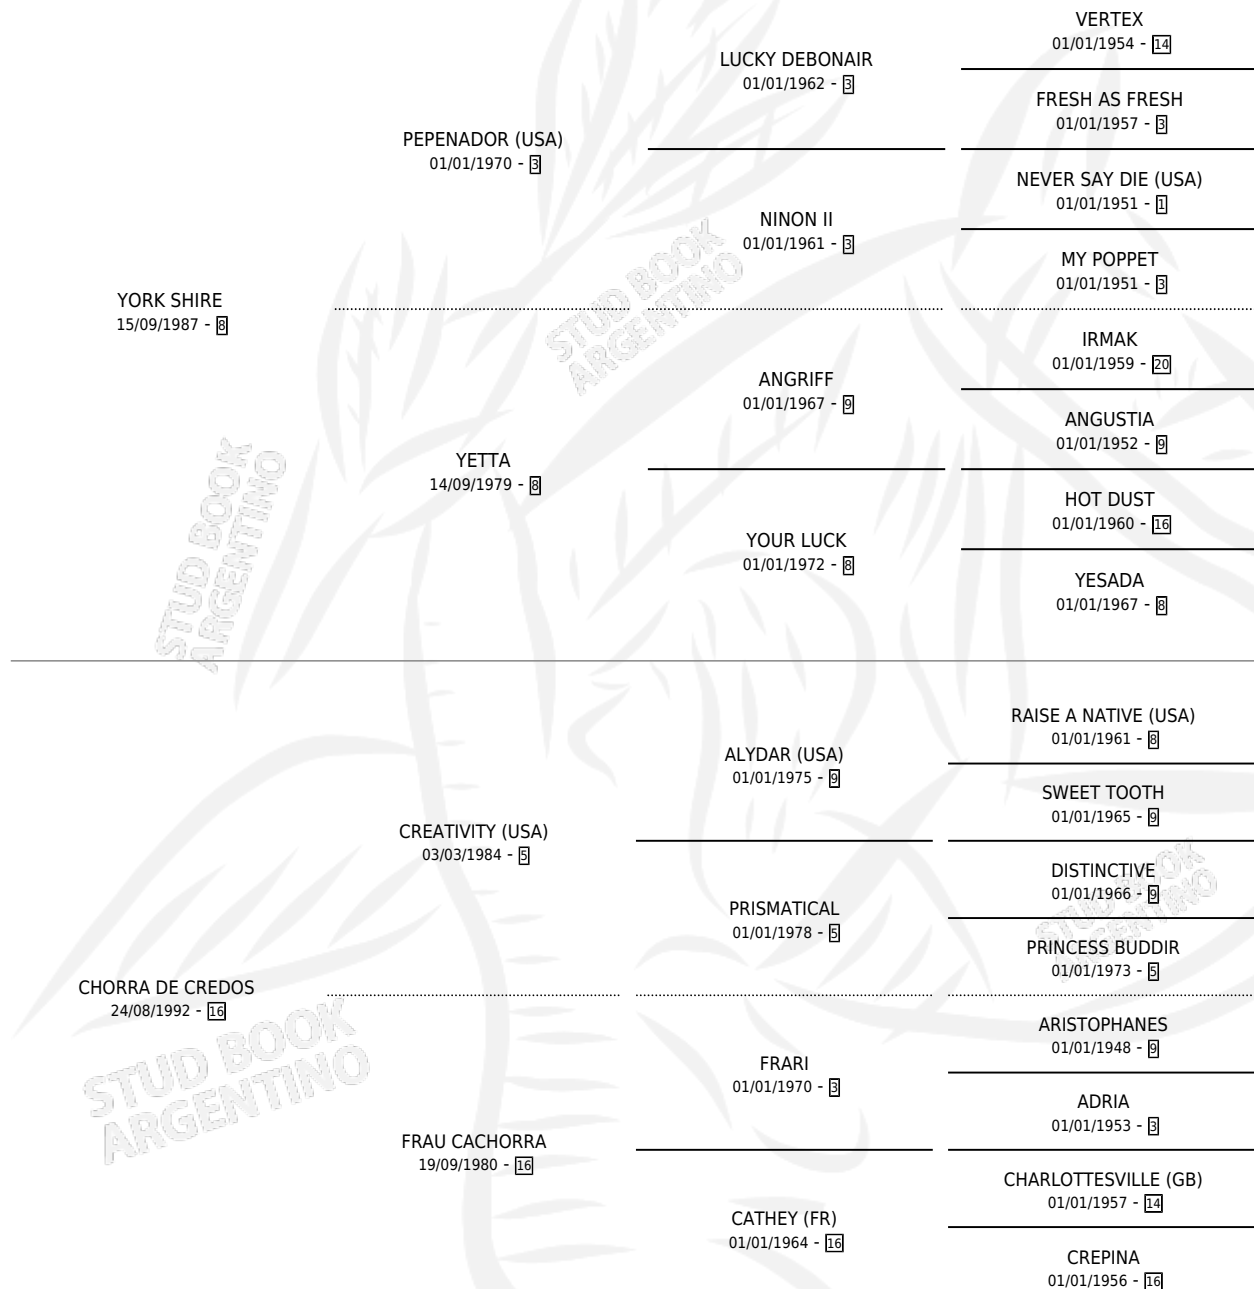 VERTEX
01/01/1954 - 14
LUCKY DEBONAIR
01/01/1962 - 3
FRESH AS FRESH
01/01/1957 - 3
PEPENADOR (USA)
01/01/1970 - 3
NEVER SAY DIE (USA)
01/01/1951 - 1
NINON II
01/01/1961 - 3
MY POPPET
01/01/1951 - 3
YORK SHIRE
15/09/1987 - 8
IRMAK
01/01/1959 - 20
ANGRIFF
01/01/1967 - 9
ANGUSTIA
01/01/1952 - 9
YETTA
14/09/1979 - 8
HOT DUST
01/01/1960 - 16
YOUR LUCK
01/01/1972 - 8
YESADA
01/01/1967 - 8
RAISE A NATIVE (USA)
01/01/1961 - 8
ALYDAR (USA)
01/01/1975 - 9
SWEET TOOTH
01/01/1965 - 9
CREATIVITY (USA)
03/03/1984 - 5
DISTINCTIVE
01/01/1966 - 9
PRISMATICAL
01/01/1978 - 5
PRINCESS BUDDIR
01/01/1973 - 5
CHORRA DE CREDOS
24/08/1992 - 16
ARISTOPHANES
01/01/1948 - 9
FRARI
01/01/1970 - 3
ADRIA
01/01/1953 - 3
FRAU CACHORRA
19/09/1980 - 16
CHARLOTTESVILLE (GB)
01/01/1957 - 14
CATHEY (FR)
01/01/1964 - 16
CREPINA
01/01/1956 - 16
STUD BOOK
ARGENTINO
STUD BOOK
ARGENTINO
STUD BOOK
ARGENTINO
STUD BOOK
ARGENTINO